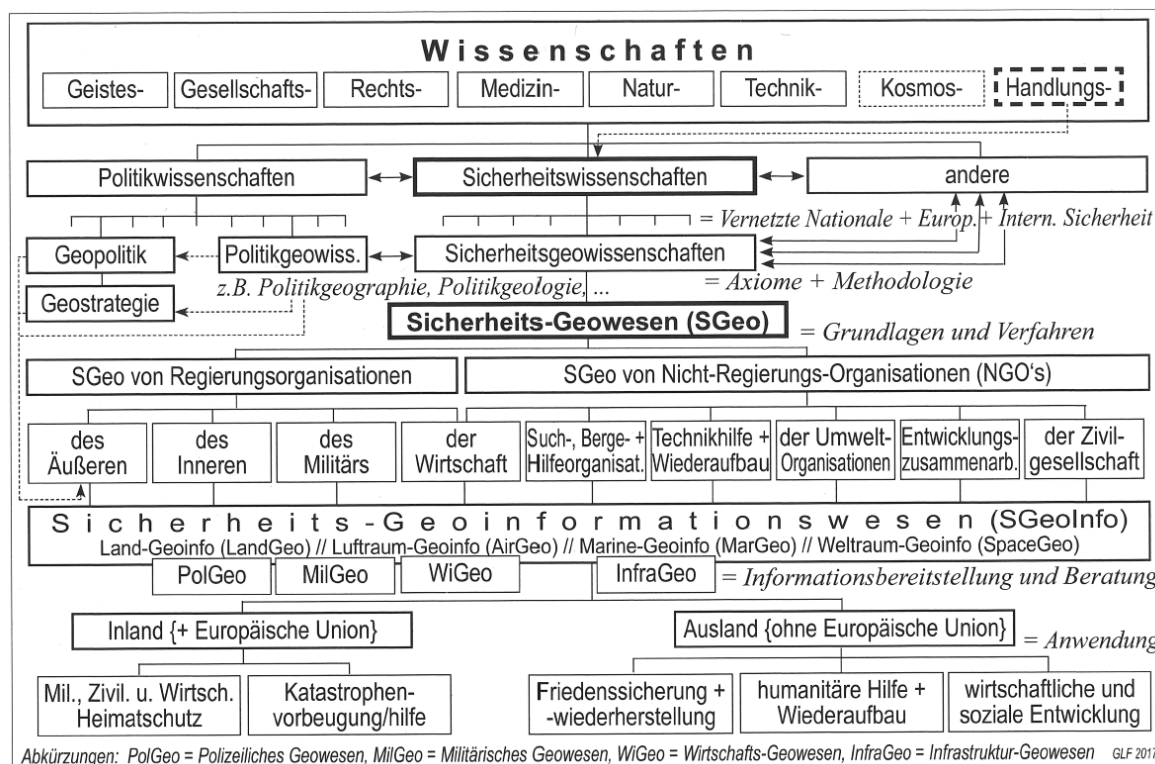 Wissenschaften
Geistes-
Gesellschafts-
Rechts-
Medizin-
Natur-
Technik-
Kosmos-
Handlungs-
Politikwissenschaften
Sicherheitswissenschaften
andere
= Vernetzte Nationale + Europ. + Intern. Sicherheit
Geopolitik
Politikgeowiss.
Sicherheitsgeowissenschaften
z.B. Politikgeographie, Politikgeologie, ...
= Axiome + Methodologie
Geostrategie
Sicherheits-Geowesen (SGeo)
= Grundlagen und Verfahren
SGeo von Regierungsorganisationen
SGeo von Nicht-Regierungs-Organisationen (NGO‘s)
des
Äußeren
des
Inneren
des
Militärs
der
Wirtschaft
Such-, Berge- +
Hilfeorganisat.
Technikhilfe +
Wiederaufbau
der Umwelt-
Organisationen
Entwicklungs-
zusammenarb.
der Zivil-
gesellschaft
Sicherheits-Geoinformationswesen (SGeoInfo)
Land-Geoinfo (LandGeo) // Luftraum-Geoinfo (AirGeo) // Marine-Geoinfo (MarGeo) // Weltraum-Geoinfo (SpaceGeo)
PolGeo
MilGeo
WiGeo
InfraGeo
= Informationsbereitstellung und Beratung
Inland {+ Europäische Union}
Ausland {ohne Europäische Union}
= Anwendung
Mil., Zivil. u. Wirtsch.
Heimatschutz
Katastrophen-
vorbeugung/hilfe
Friedenssicherung +
-wiederherstellung
humanitäre Hilfe +
Wiederaufbau
wirtschaftliche und
soziale Entwicklung
Abkürzungen: PolGeo = Polizeiliches Geowesen, MilGeo = Militärisches Geowesen, WiGeo = Wirtschafts-Geowesen, InfraGeo = Infrastruktur-Geowesen GLF 2017